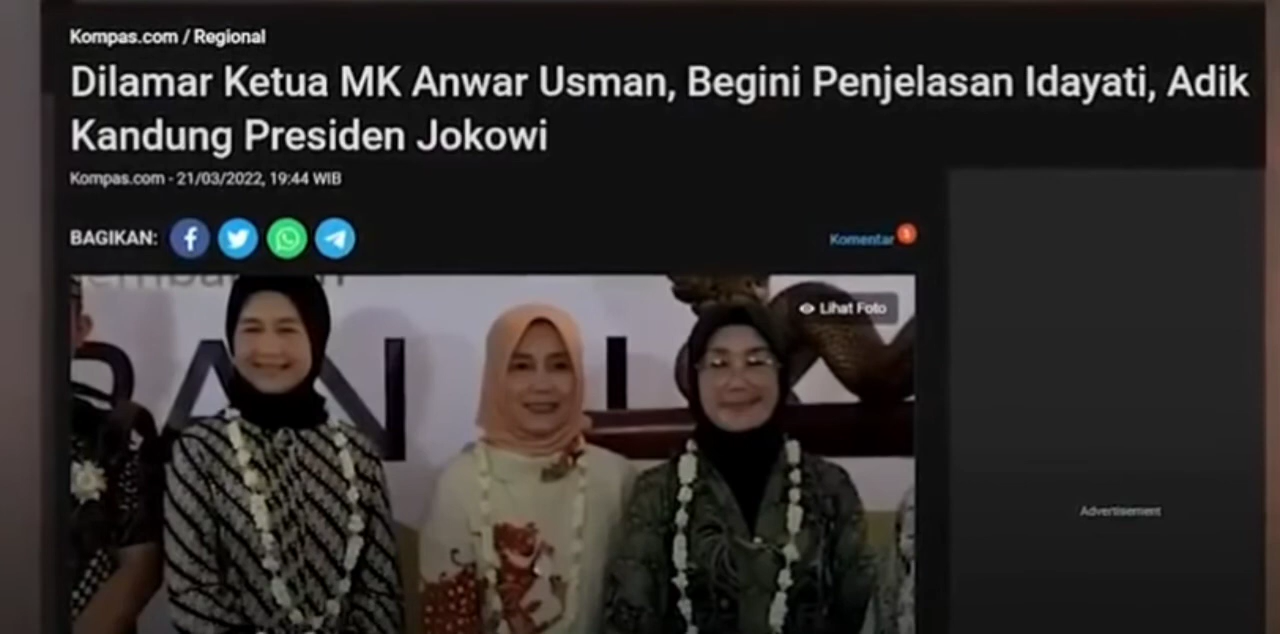 Kompas.com / Regional
Dilamar Ketua MK Anwar Usman, Begini Penjelasan Idayati, Adik
Kandung Presiden Jokowi
Kompas.com - 21/03/2022, 19:44 WIB
BAGIKAN:
Komentar 1
Lihat Foto
Advertisement